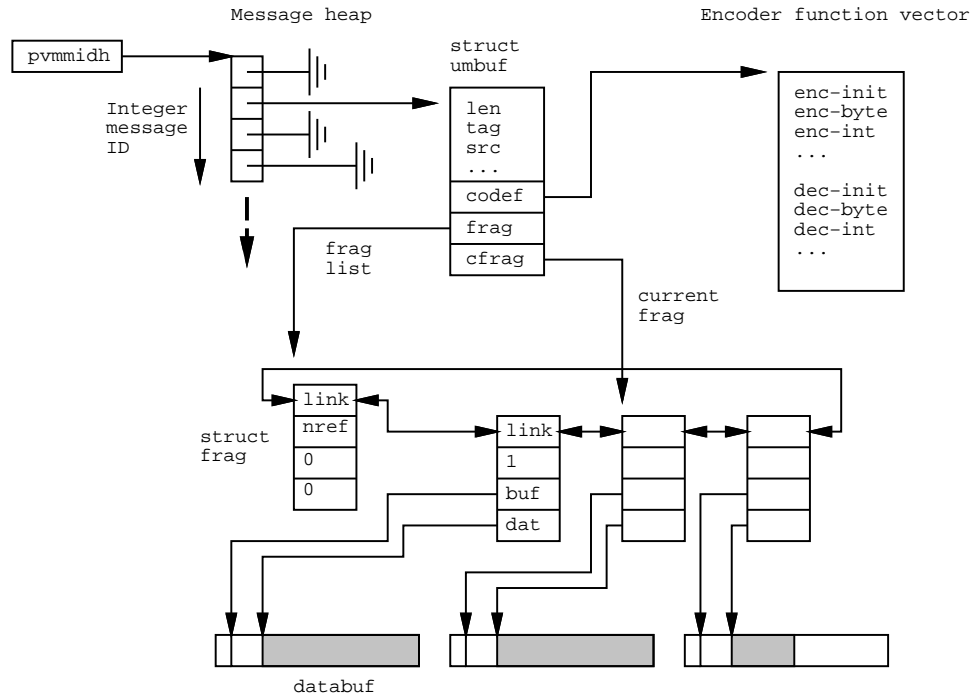 Message heap
Encoder function vector
pvmmidh
struct
umbuf
Integer
message
ID
len
tag
src
...
codef
frag
cfrag
enc-init
enc-byte
enc-int
...
dec-init
dec-byte
dec-int
...
frag
list
current
frag
struct
frag
link
nref
0
0
link
1
buf
dat
databuf